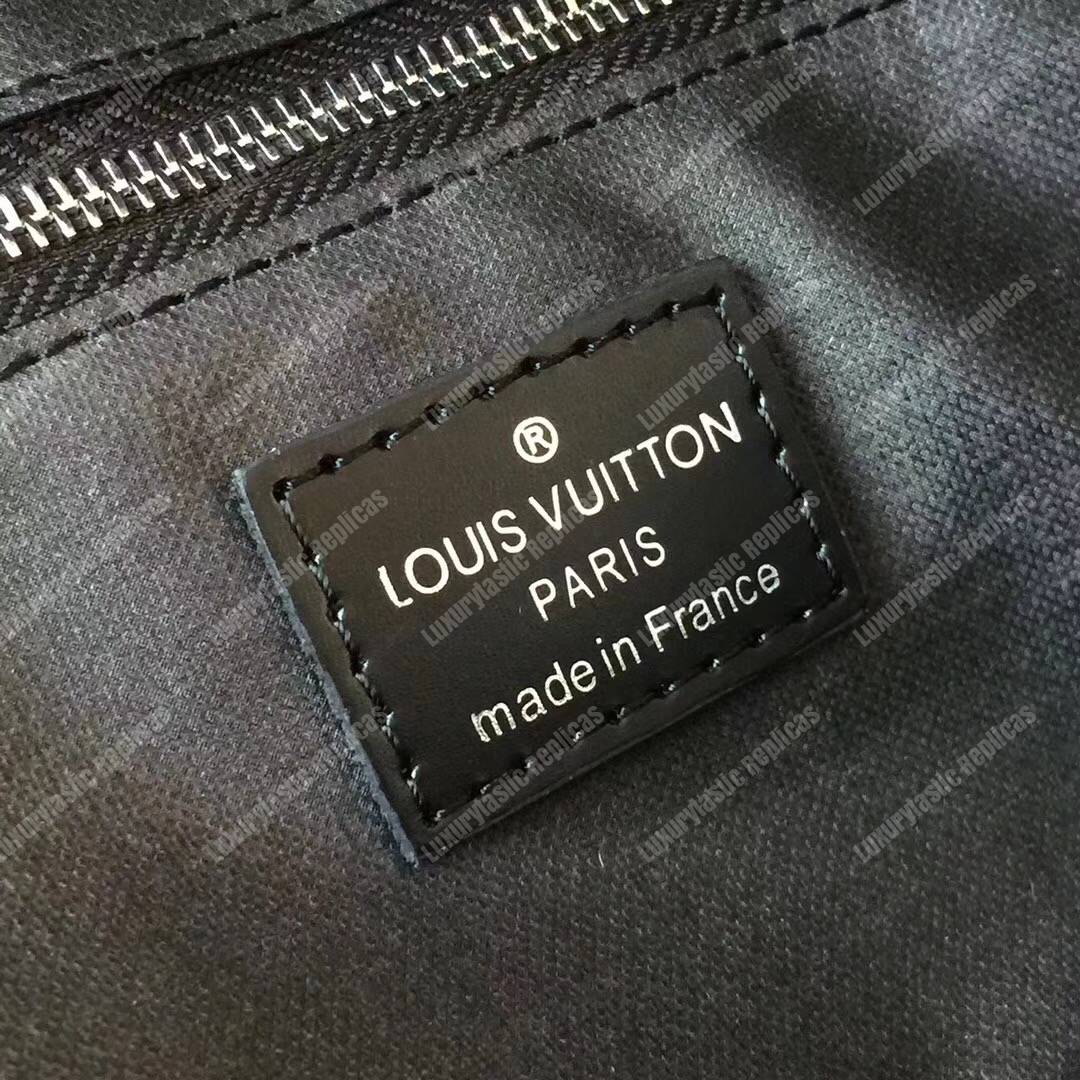 ®
LOUIS VUITTON
PARIS
made in France
Luxurytastic Replicas